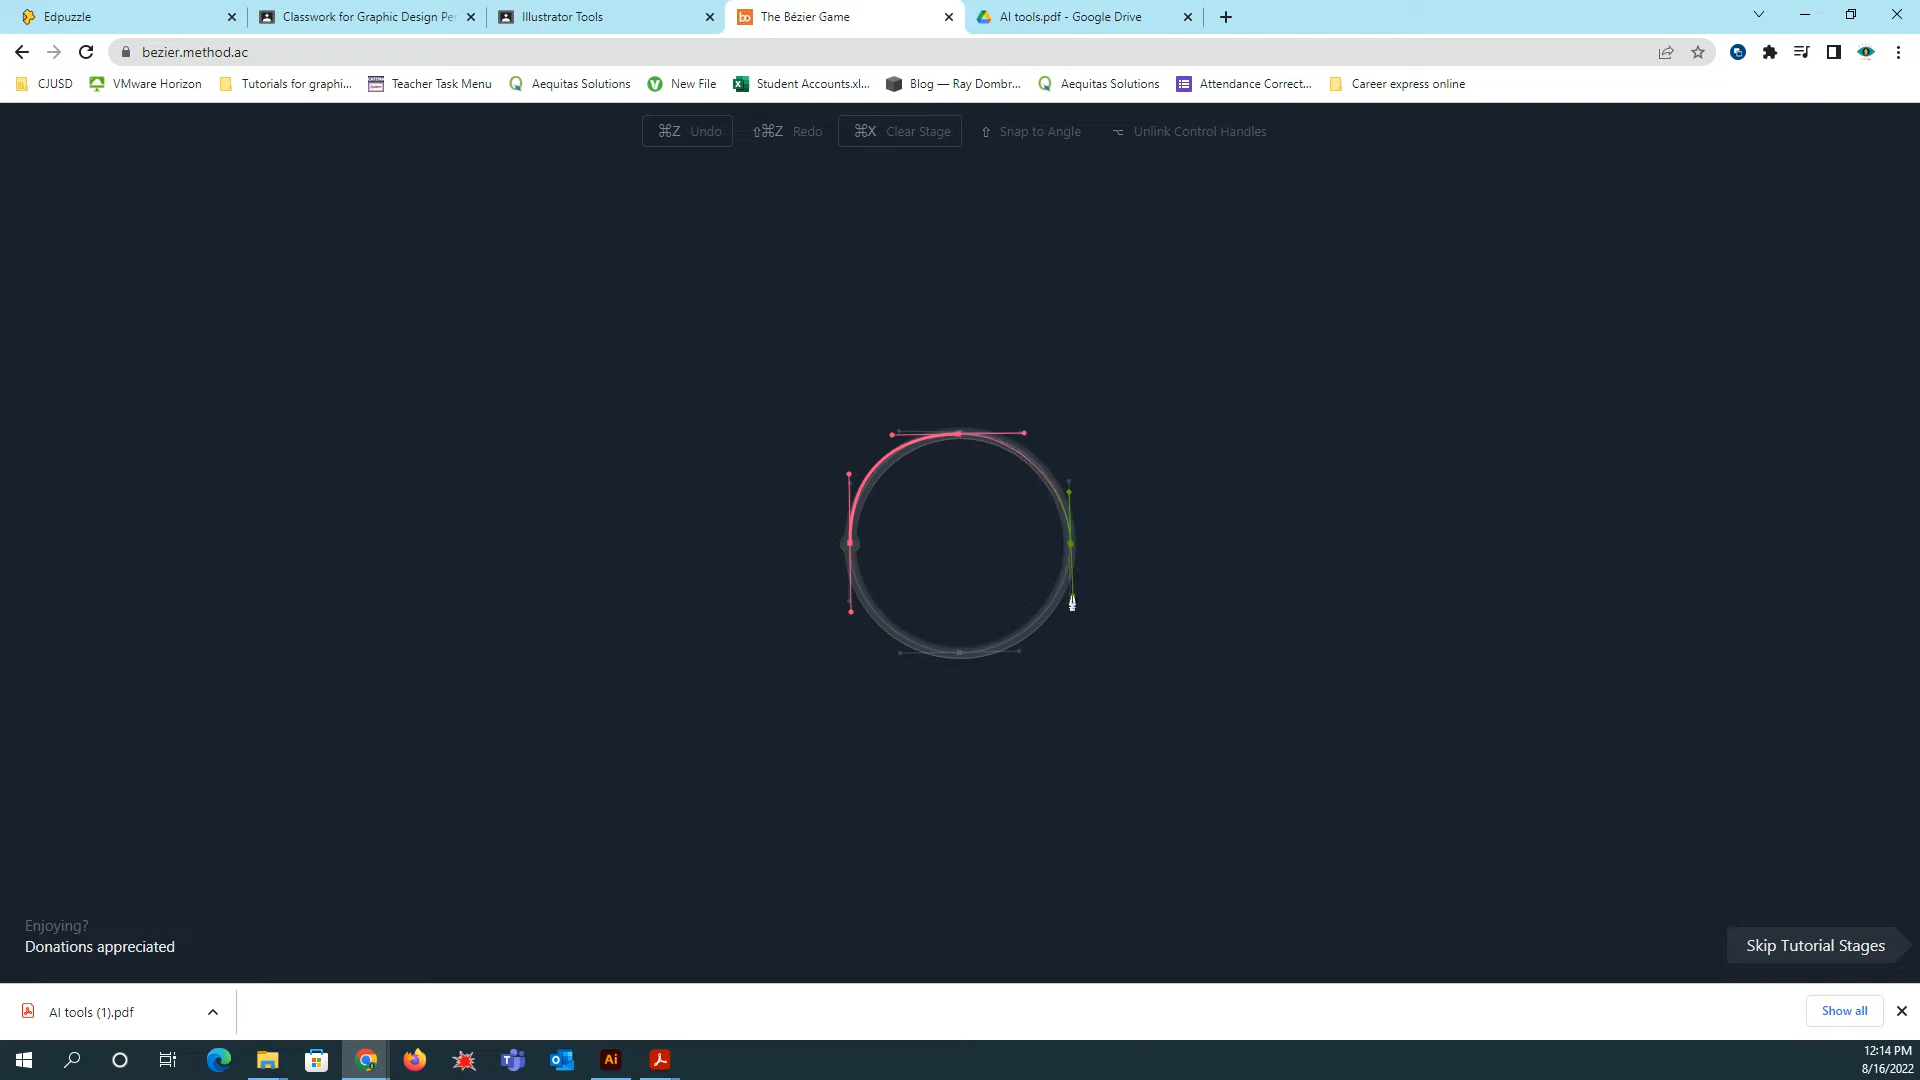 Edpuzzle
Classwork for Graphic Design Per
Illustrator Tools
The Bézier Game
AI tools.pdf - Google Drive
bezier.method.ac
CJUSD
VMware Horizon
Tutorials for graphi...
Teacher Task Menu
Aequitas Solutions
New File
Student Accounts.xl...
Blog — Ray Dombr...
Aequitas Solutions
Attendance Correct...
Career express online
⌘Z Undo
⇧⌘Z Redo
⌘X Clear Stage
⇧ Snap to Angle
⌥ Unlink Control Handles
Enjoying?
Donations appreciated
Skip Tutorial Stages
AI tools (1).pdf
Show all
Ai
12:14 PM
8/16/2022